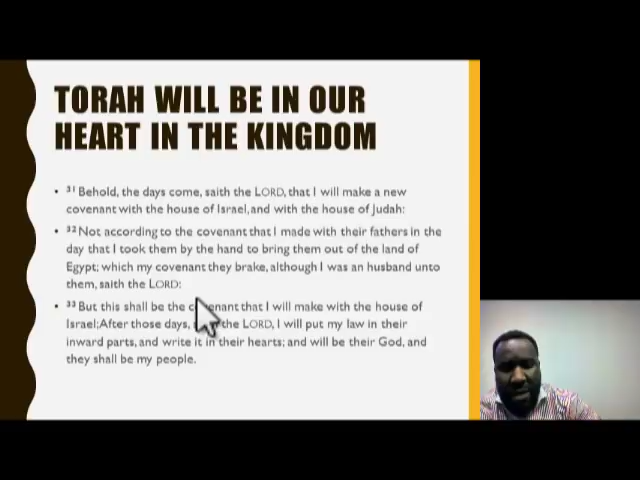 TORAH WILL BE IN OUR
HEART IN THE KINGDOM
• 31 Behold, the days come, saith the LORD, that I will make a new
covenant with the house of Israel, and with the house of Judah:
• 32 Not according to the covenant that I made with their fathers in the
day that I took them by the hand to bring them out of the land of
Egypt; which my covenant they brake, although I was an husband unto
them, saith the LORD:
• 33 But this shall be the that I will make with the house of
Israel; After those days, the LORD, I will put my law in their
inward parts, and write it in their hearts; and will be their God, and
they shall be my people.